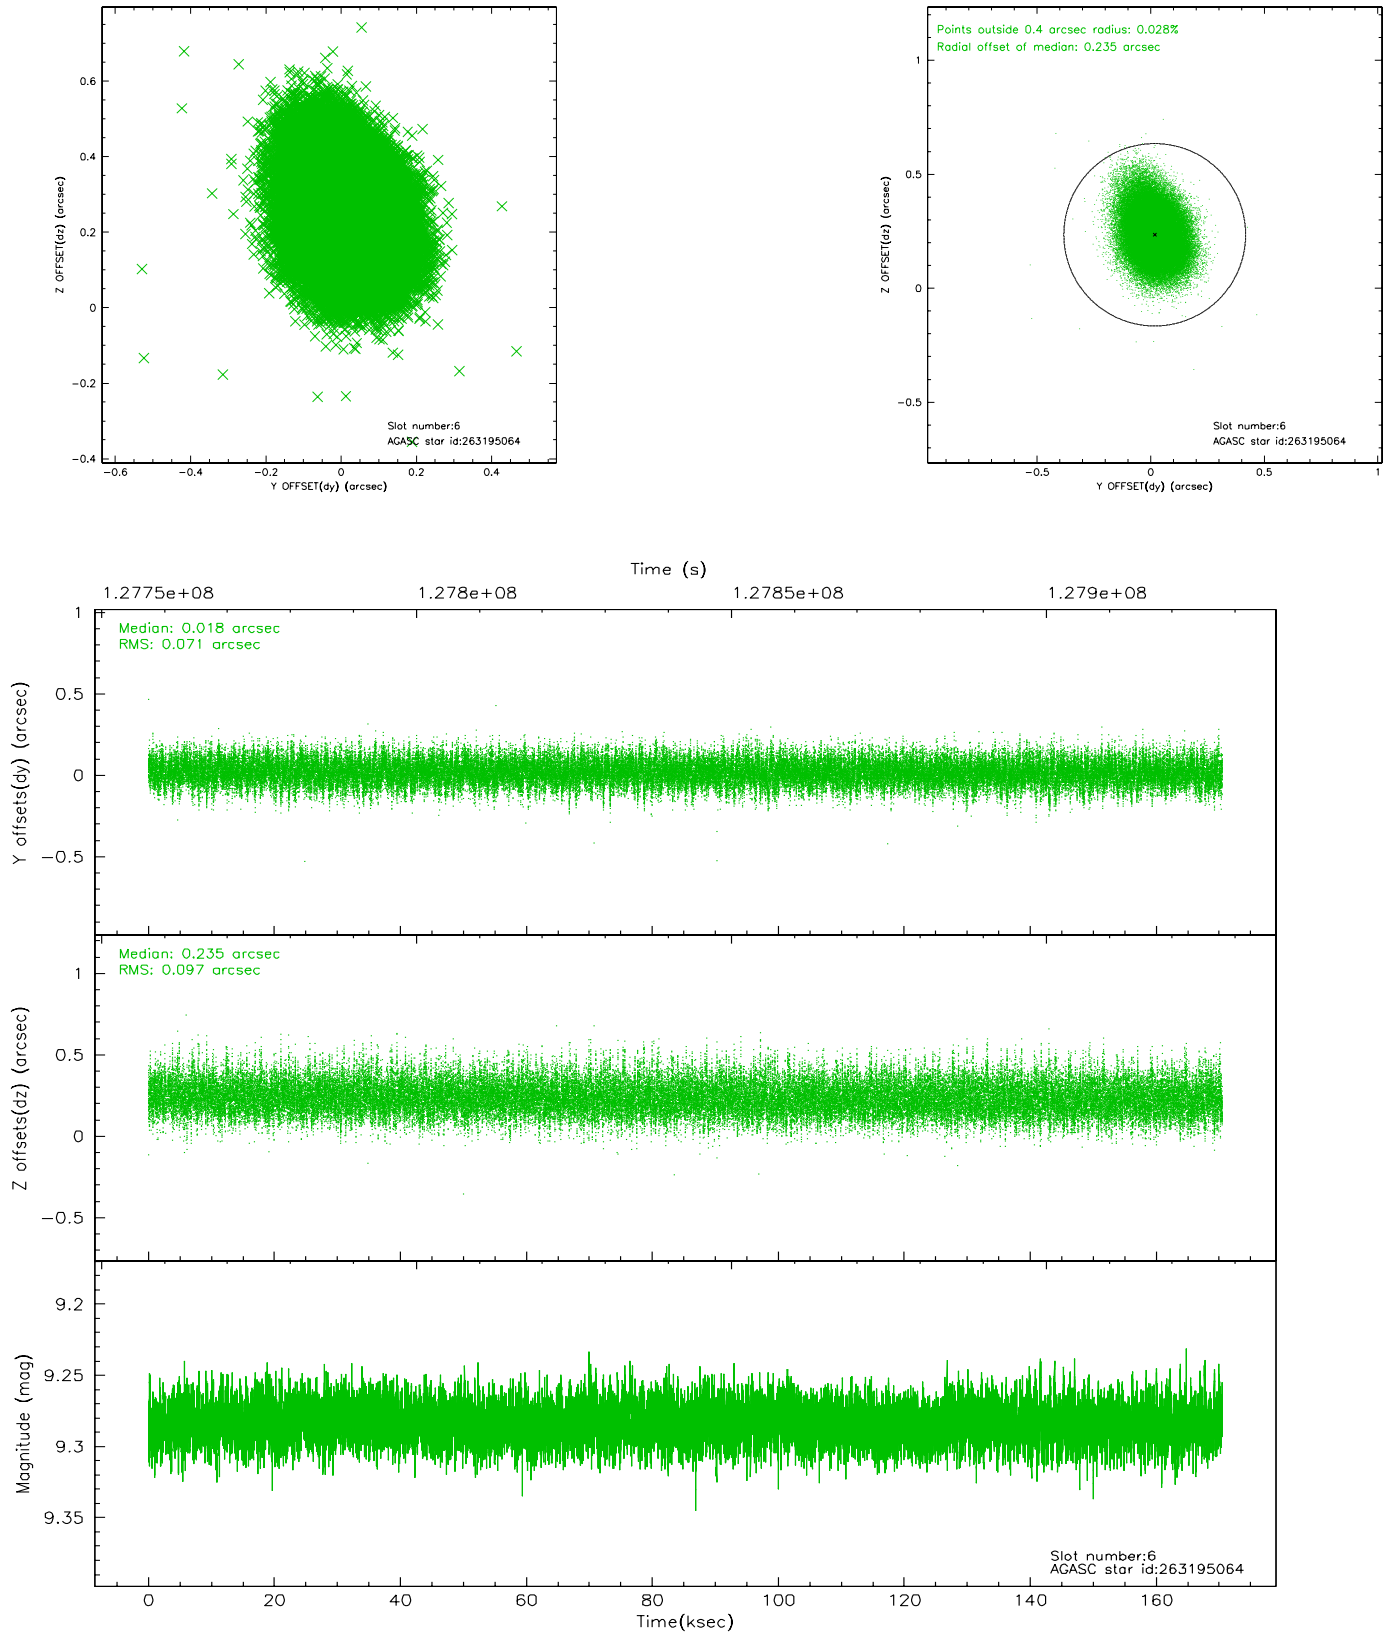 0.6
0.4
0.2
0
−0.2
−0.4
Z OFFSET(dz) (arcsec)
Slot number:6
AGASC star id:263195064
−0.6
−0.4
−0.2
0
0.2
0.4
Y OFFSET(dy) (arcsec)
Points outside 0.4 arcsec radius: 0.028%
Radial offset of median: 0.235 arcsec
1
0.5
0
−0.5
Z OFFSET(dz) (arcsec)
Slot number:6
AGASC star id:263195064
−0.5
0
0.5
1
Y OFFSET(dy) (arcsec)
Time (s)
1.2775e+08
1.278e+08
1.2785e+08
1.279e+08
Median: 0.018 arcsec
RMS: 0.071 arcsec
1
0.5
0
−0.5
Y offsets(dy) (arcsec)
Median: 0.235 arcsec
RMS: 0.097 arcsec
1
0.5
0
−0.5
Z offsets(dz) (arcsec)
9.2
9.25
9.3
9.35
Magnitude (mag)
Slot number:6
AGASC star id:263195064
0
20
40
60
80
100
120
140
160
Time(ksec)